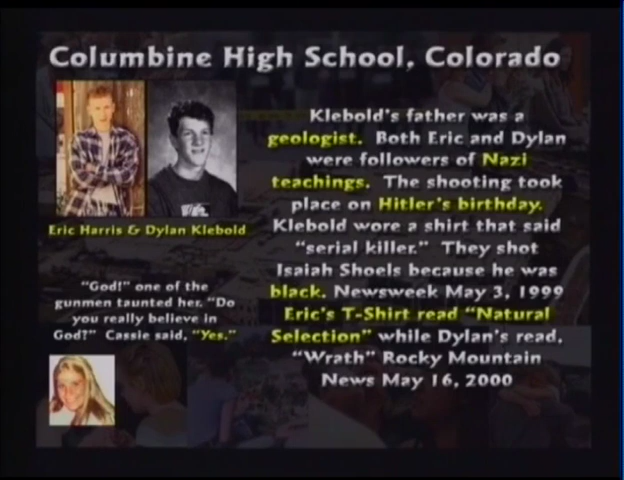 Columbine High School, Colorado
Eric Harris & Dylan Klebold
"God!" one of the
gunmen taunted her. "Do
you really believe in
God?" Cassie said, "Yes."
Klebold's father was a
geologist. Both Eric and Dylan
were followers of Nazi
teachings. The shooting took
place on Hitler's birthday.
Klebold wore a shirt that said
"serial killer." They shot
Isaiah Shoels because he was
black. Newsweek May 3, 1999
Eric's T-Shirt read "Natural
Selection" while Dylan's read,
"Wrath" Rocky Mountain
News May 16, 2000